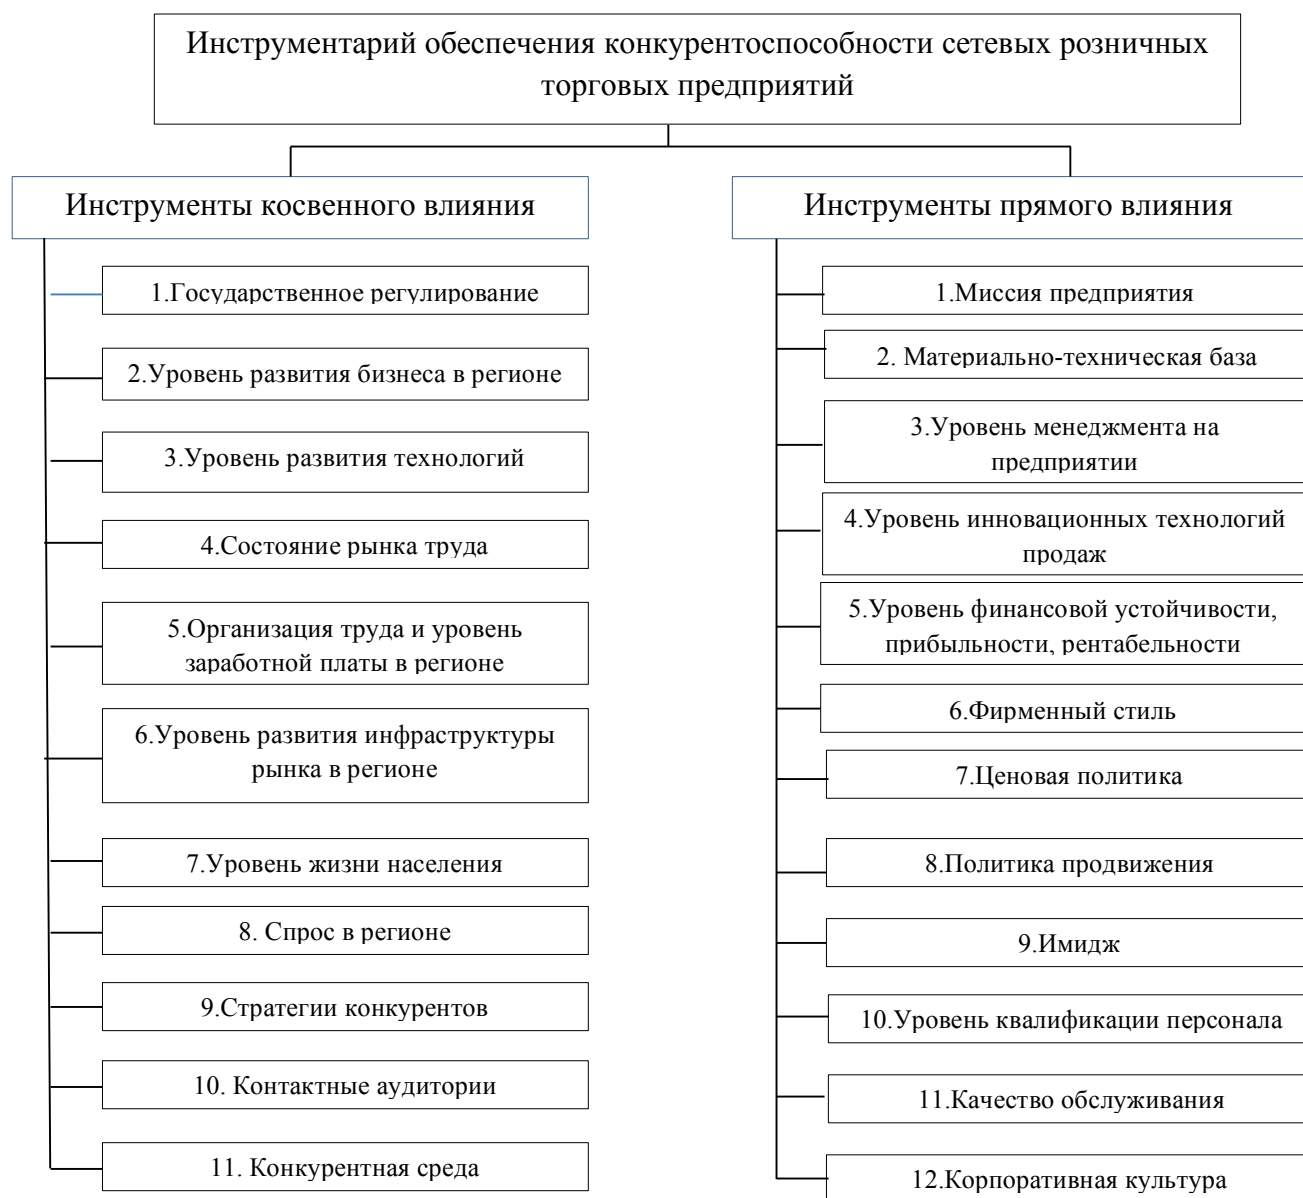 Инструментарий обеспечения конкурентоспособности сетевых розничных
торговых предприятий
Инструменты косвенного влияния
1.Государственное регулирование
2.Уровень развития бизнеса в регионе
3.Уровень развития технологий
4.Состояние рынка труда
5.Организация труда и уровень
заработной платы в регионе
6.Уровень развития инфраструктуры
рынка в регионе
7.Уровень жизни населения
8. Спрос в регионе
9.Стратегии конкурентов
10. Контактные аудитории
11. Конкурентная среда
Инструменты прямого влияния
1.Миссия предприятия
2. Материально-техническая база
3.Уровень менеджмента на
предприятии
4.Уровень инновационных технологий
продаж
5.Уровень финансовой устойчивости,
прибыльности, рентабельности
6.Фирменный стиль
7.Ценовая политика
8.Политика продвижения
9.Имидж
10.Уровень квалификации персонала
11.Качество обслуживания
12.Корпоративная культура